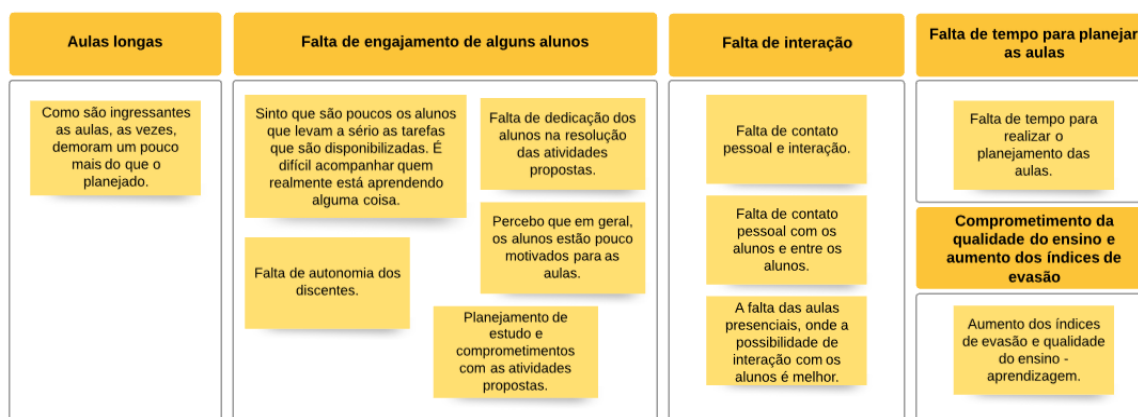 Aulas longas
Como são ingressantes
as aulas, as vezes,
demoram um pouco
mais do que o
planejado.
Falta de engajamento de alguns alunos
Sinto que são poucos os alunos
que levam a sério as tarefas
que são disponibilizadas. É
difícil acompanhar quem
realmente está aprendendo
alguma coisa.
Falta de dedicação dos
alunos na resolução
das atividades
propostas.
Percebo que em geral,
os alunos estão pouco
motivados para as
aulas.
Falta de autonomia dos
discentes.
Planejamento de
estudo e
comprometimentos
com as atividades
propostas.
Falta de interação
Falta de contato
pessoal e interação.
Falta de contato
pessoal com os
alunos e entre os
alunos.
A falta das aulas
presenciais, onde a
possibilidade de
interação com os
alunos é melhor.
Falta de tempo para planejar
as aulas
Falta de tempo para
realizar o
planejamento das
aulas.
Comprometimento da
qualidade do ensino e
aumento dos índices de
evasão
Aumento dos índices
de evasão e qualidade
do ensino -
aprendizagem.